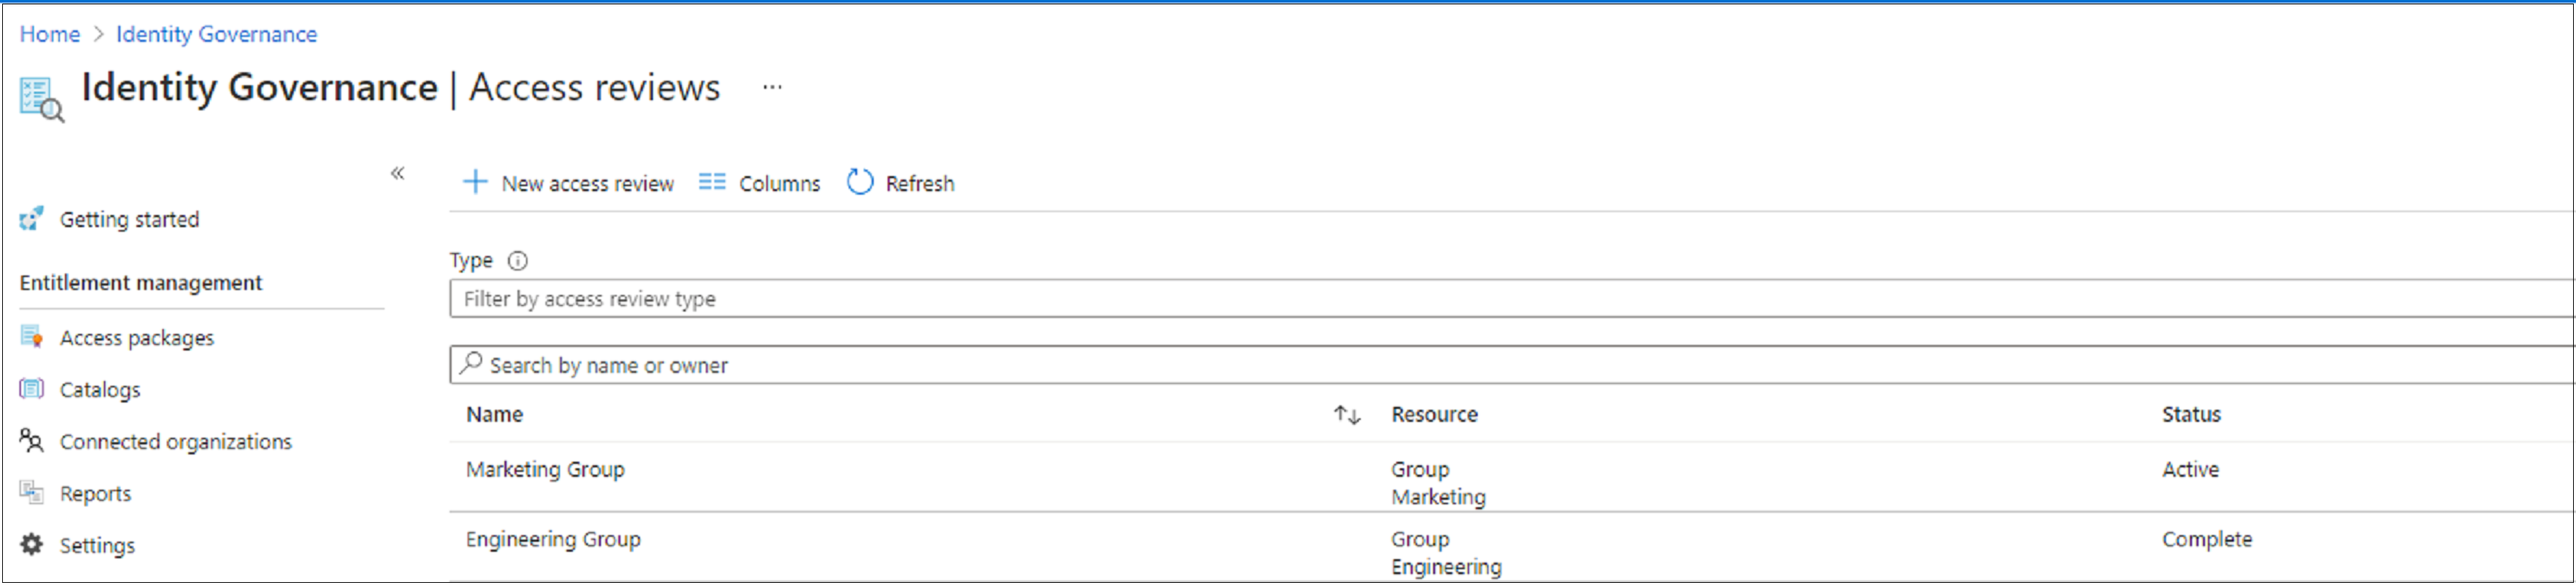 Home > Identity Governance
Identity Governance | Access reviews ...
«
+ New access review Columns Refresh
Getting started
Type
Entitlement management
Filter by access review type
Access packages
Search by name or owner
Catalogs
Name ↑↓ Resource Status
Connected organizations
Marketing Group Group Active
Reports
Marketing
Engineering Group Group Complete
Settings
Engineering